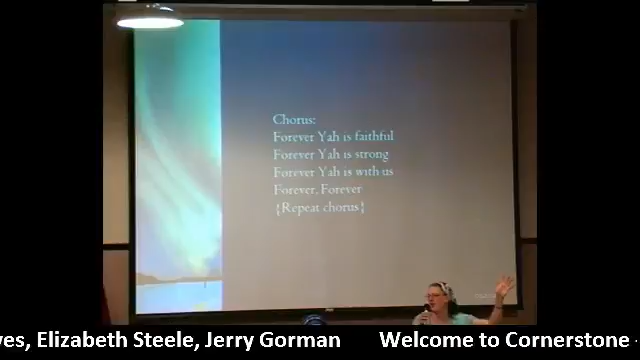 Chorus:
Forever Yah is faithful
Forever Yah is strong
Forever Yah is with us
Forever, Forever
{Repeat chorus}
ves, Elizabeth Steele, Jerry Gorman Welcome to Cornerstone